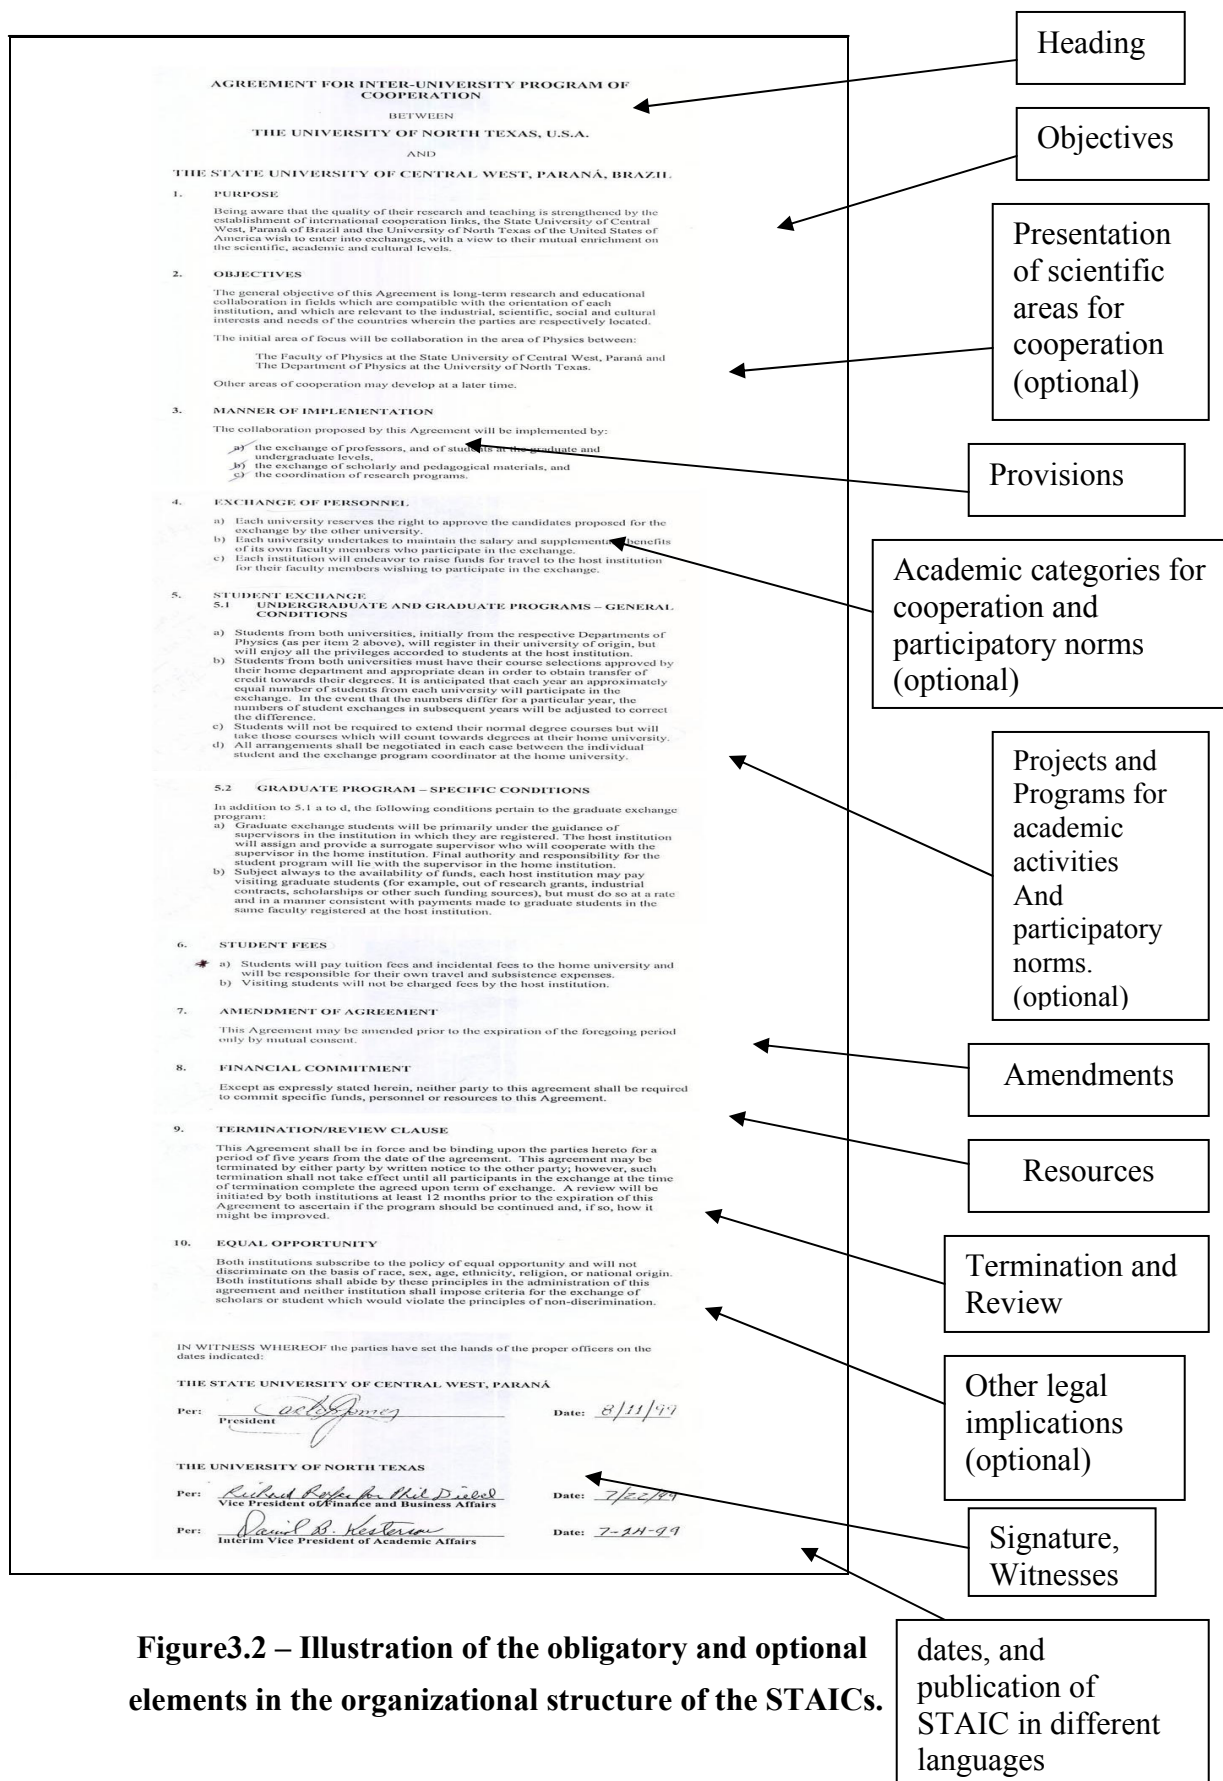 AGREEMENT FOR INTER-UNIVERSITY PROGRAM OF
COOPERATION
BETWEEN
THE UNIVERSITY OF NORTH TEXAS, U.S.A.
AND
THE STATE UNIVERSITY OF CENTRAL WEST, PARANÁ, BRAZIL
1. PURPOSE
Being aware that the quality of their research and teaching is strengthened by the
establishment of international cooperation links, the State University of Central
West, Paraná of Brazil and the University of North Texas of the United States of
America wish to enter into exchanges, with a view to their mutual enrichment on
the scientific, academic and cultural levels.
2. OBJECTIVES
The general objective of this Agreement is long-term research and educational
collaboration in fields which are compatible with the orientation of each
institution, and which are relevant to the industrial, scientific, social and cultural
interests and needs of the countries wherein the parties are respectively located.
The initial area of focus will be collaboration in the area of Physics between:
The Faculty of Physics at the State University of Central West, Paraná and
The Department of Physics at the University of North Texas.
Other areas of cooperation may develop at a later time.
3. MANNER OF IMPLEMENTATION
The collaboration proposed by this Agreement will be implemented by:
a) the exchange of professors, and of students at the graduate and
undergraduate levels,
b) the exchange of scholarly and pedagogical materials, and
c) the coordination of research programs.
4. EXCHANGE OF PERSONNEL
a) Each university reserves the right to approve the candidates proposed for the
exchange by the other university.
b) Each university undertakes to maintain the salary and supplementary benefits
of its own faculty members who participate in the exchange.
c) Each institution will endeavor to raise funds for travel to the host institution
for their faculty members wishing to participate in the exchange.
5. STUDENT EXCHANGE
5.1 UNDERGRADUATE AND GRADUATE PROGRAMS – GENERAL
CONDITIONS
a) Students from both universities, initially from the respective Departments of
Physics (as per item 2 above), will register in their university of origin, but
will enjoy all the privileges accorded to students at the host institution.
b) Students from both universities must have their course selections approved by
their home department and appropriate dean in order to obtain transfer of
credit towards their degrees. It is anticipated that each year an approximately
equal number of students from each university will participate in the
exchange. In the event that the numbers differ for a particular year, the
numbers of student exchanges in subsequent years will be adjusted to correct
the difference.
c) Students will not be required to extend their normal degree courses but will
take those courses which will count towards degrees at their home university.
d) All arrangements shall be negotiated in each case between the individual
student and the exchange program coordinator at the home university.
5.2 GRADUATE PROGRAM – SPECIFIC CONDITIONS
In addition to 5.1 a to d, the following conditions pertain to the graduate exchange
program:
a) Graduate exchange students will be primarily under the guidance of
supervisors in the institution in which they are registered. The host institution
will assign and provide a surrogate supervisor who will cooperate with the
supervisor in the home institution. Final authority and responsibility for the
student program will lie with the supervisor in the home institution.
b) Subject always to the availability of funds, each host institution may pay
visiting graduate students (for example, out of research grants, industrial
contracts, scholarships or other such funding sources), but must do so at a rate
and in a manner consistent with payments made to graduate students in the
same faculty registered at the host institution.
6. STUDENT FEES
a) Students will pay tuition fees and incidental fees to the home university and
will be responsible for their own travel and subsistence expenses.
b) Visiting students will not be charged fees by the host institution.
7. AMENDMENT OF AGREEMENT
This Agreement may be amended prior to the expiration of the foregoing period
only by mutual consent.
8. FINANCIAL COMMITMENT
Except as expressly stated herein, neither party to this agreement shall be required
to commit specific funds, personnel or resources to this Agreement.
9. TERMINATION/REVIEW CLAUSE
This Agreement shall be in force and be binding upon the parties hereto for a
period of five years from the date of the agreement. This agreement may be
terminated by either party by written notice to the other party; however, such
termination shall not take effect until all participants in the exchange at the time
of termination complete the agreed upon term of exchange. A review will be
initiated by both institutions at least 12 months prior to the expiration of this
Agreement to ascertain if the program should be continued and, if so, how it
might be improved.
10. EQUAL OPPORTUNITY
Both institutions subscribe to the policy of equal opportunity and will not
discriminate on the basis of race, sex, age, ethnicity, religion, or national origin.
Both institutions shall abide by these principles in the administration of this
agreement and neither institution shall impose criteria for the exchange of
scholars or student which would violate the principles of non-discrimination.
IN WITNESS WHEREOF the parties have set the hands of the proper officers on the
dates indicated:
THE STATE UNIVERSITY OF CENTRAL WEST, PARANÁ
Per: Gomes Date: 8/11/99
President
THE UNIVERSITY OF NORTH TEXAS
Per: Richard for Phil Diebel Date: 7/22/99
Vice President of Finance and Business Affairs
Per: David B. Kesterson Date: 7-24-99
Interim Vice President of Academic Affairs
Heading
Objectives
Presentation
of scientific
areas for
cooperation
(optional)
Provisions
Academic categories for
cooperation and
participatory norms
(optional)
Projects and
Programs for
academic
activities
And
participatory
norms.
(optional)
Amendments
Resources
Termination and
Review
Other legal
implications
(optional)
Signature,
Witnesses
dates, and
publication of
STAIC in different
languages
Figure3.2 – Illustration of the obligatory and optional
elements in the organizational structure of the STAICs.